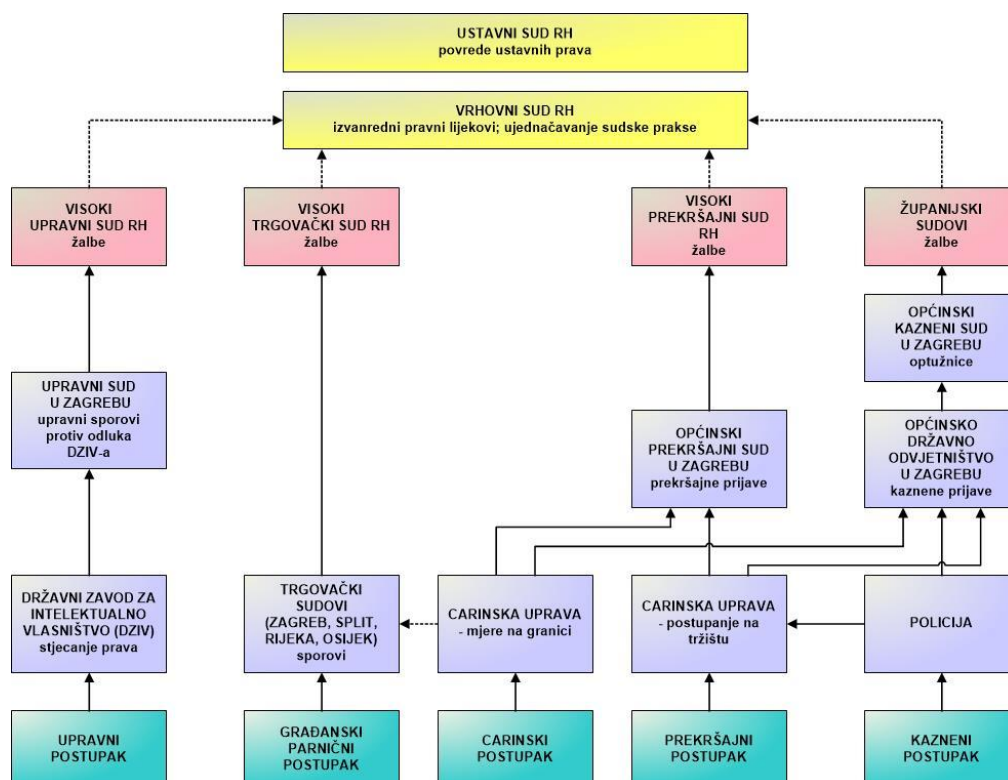 USTAVNI SUD RH
povrede ustavnih prava
VRHOVNI SUD RH
izvanredni pravni lijekovi; ujednačavanje sudske prakse
VISOKI
UPRAVNI SUD RH
žalbe
VISOKI
TRGOVAČKI SUD RH
žalbe
VISOKI
PREKRŠAJNI SUD
RH
žalbe
ŽUPANIJSKI
SUDOVI
žalbe
OPĆINSKI
KAZNENI SUD
U ZAGREBU
optužnice
UPRAVNI SUD
U ZAGREBU
upravni sporovi
protiv odluka
DZIV-a
OPĆINSKI
PREKRŠAJNI SUD
U ZAGREBU
prekršajne prijave
OPĆINSKO
DRŽAVNO
ODVJETNIŠTVO
U ZAGREBU
kaznene prijave
DRŽAVNI ZAVOD ZA
INTELEKTUALNO
VLASNIŠTVO (DZIV)
stjecanje prava
TRGOVAČKI
SUDOVI
(ZAGREB, SPLIT,
RIJEKA, OSIJEK)
sporovi
CARINSKA UPRAVA
- mjere na granici
CARINSKA UPRAVA
- postupanje na
tržištu
POLICIJA
UPRAVNI
POSTUPAK
GRAĐANSKI
PARNIČNI
POSTUPAK
CARINSKI
POSTUPAK
PREKRŠAJNI
POSTUPAK
KAZNENI
POSTUPAK